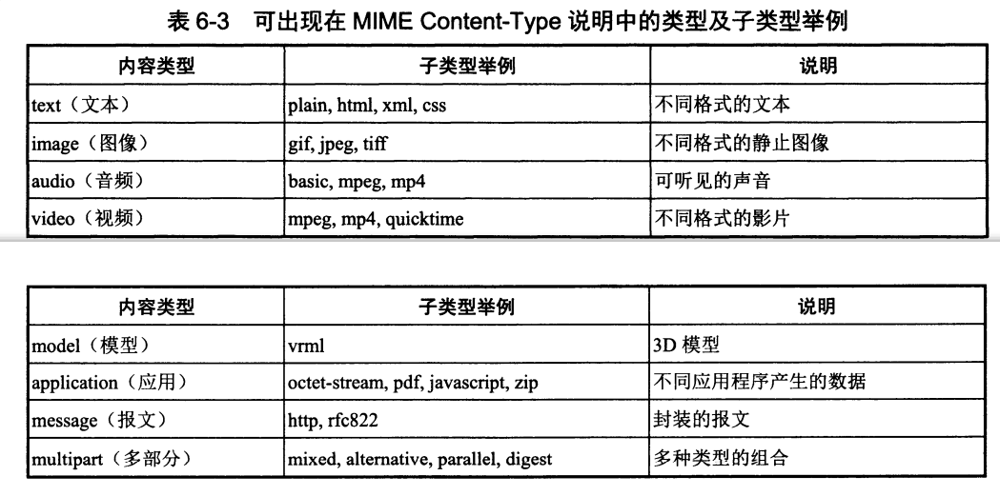 表 6-3 可出现在 MIME Content-Type 说明中的类型及子类型举例
内容类型 子类型举例 说明
text（文本） plain, html, xml, css 不同格式的文本
image（图像） gif, jpeg, tiff 不同格式的静止图像
audio（音频） basic, mpeg, mp4 可听见的声音
video（视频） mpeg, mp4, quicktime 不同格式的影片
内容类型 子类型举例 说明
model（模型） vrml 3D 模型
application（应用） octet-stream, pdf, javascript, zip 不同应用程序产生的数据
message（报文） http, rfc822 封装的报文
multipart（多部分） mixed, alternative, parallel, digest 多种类型的组合